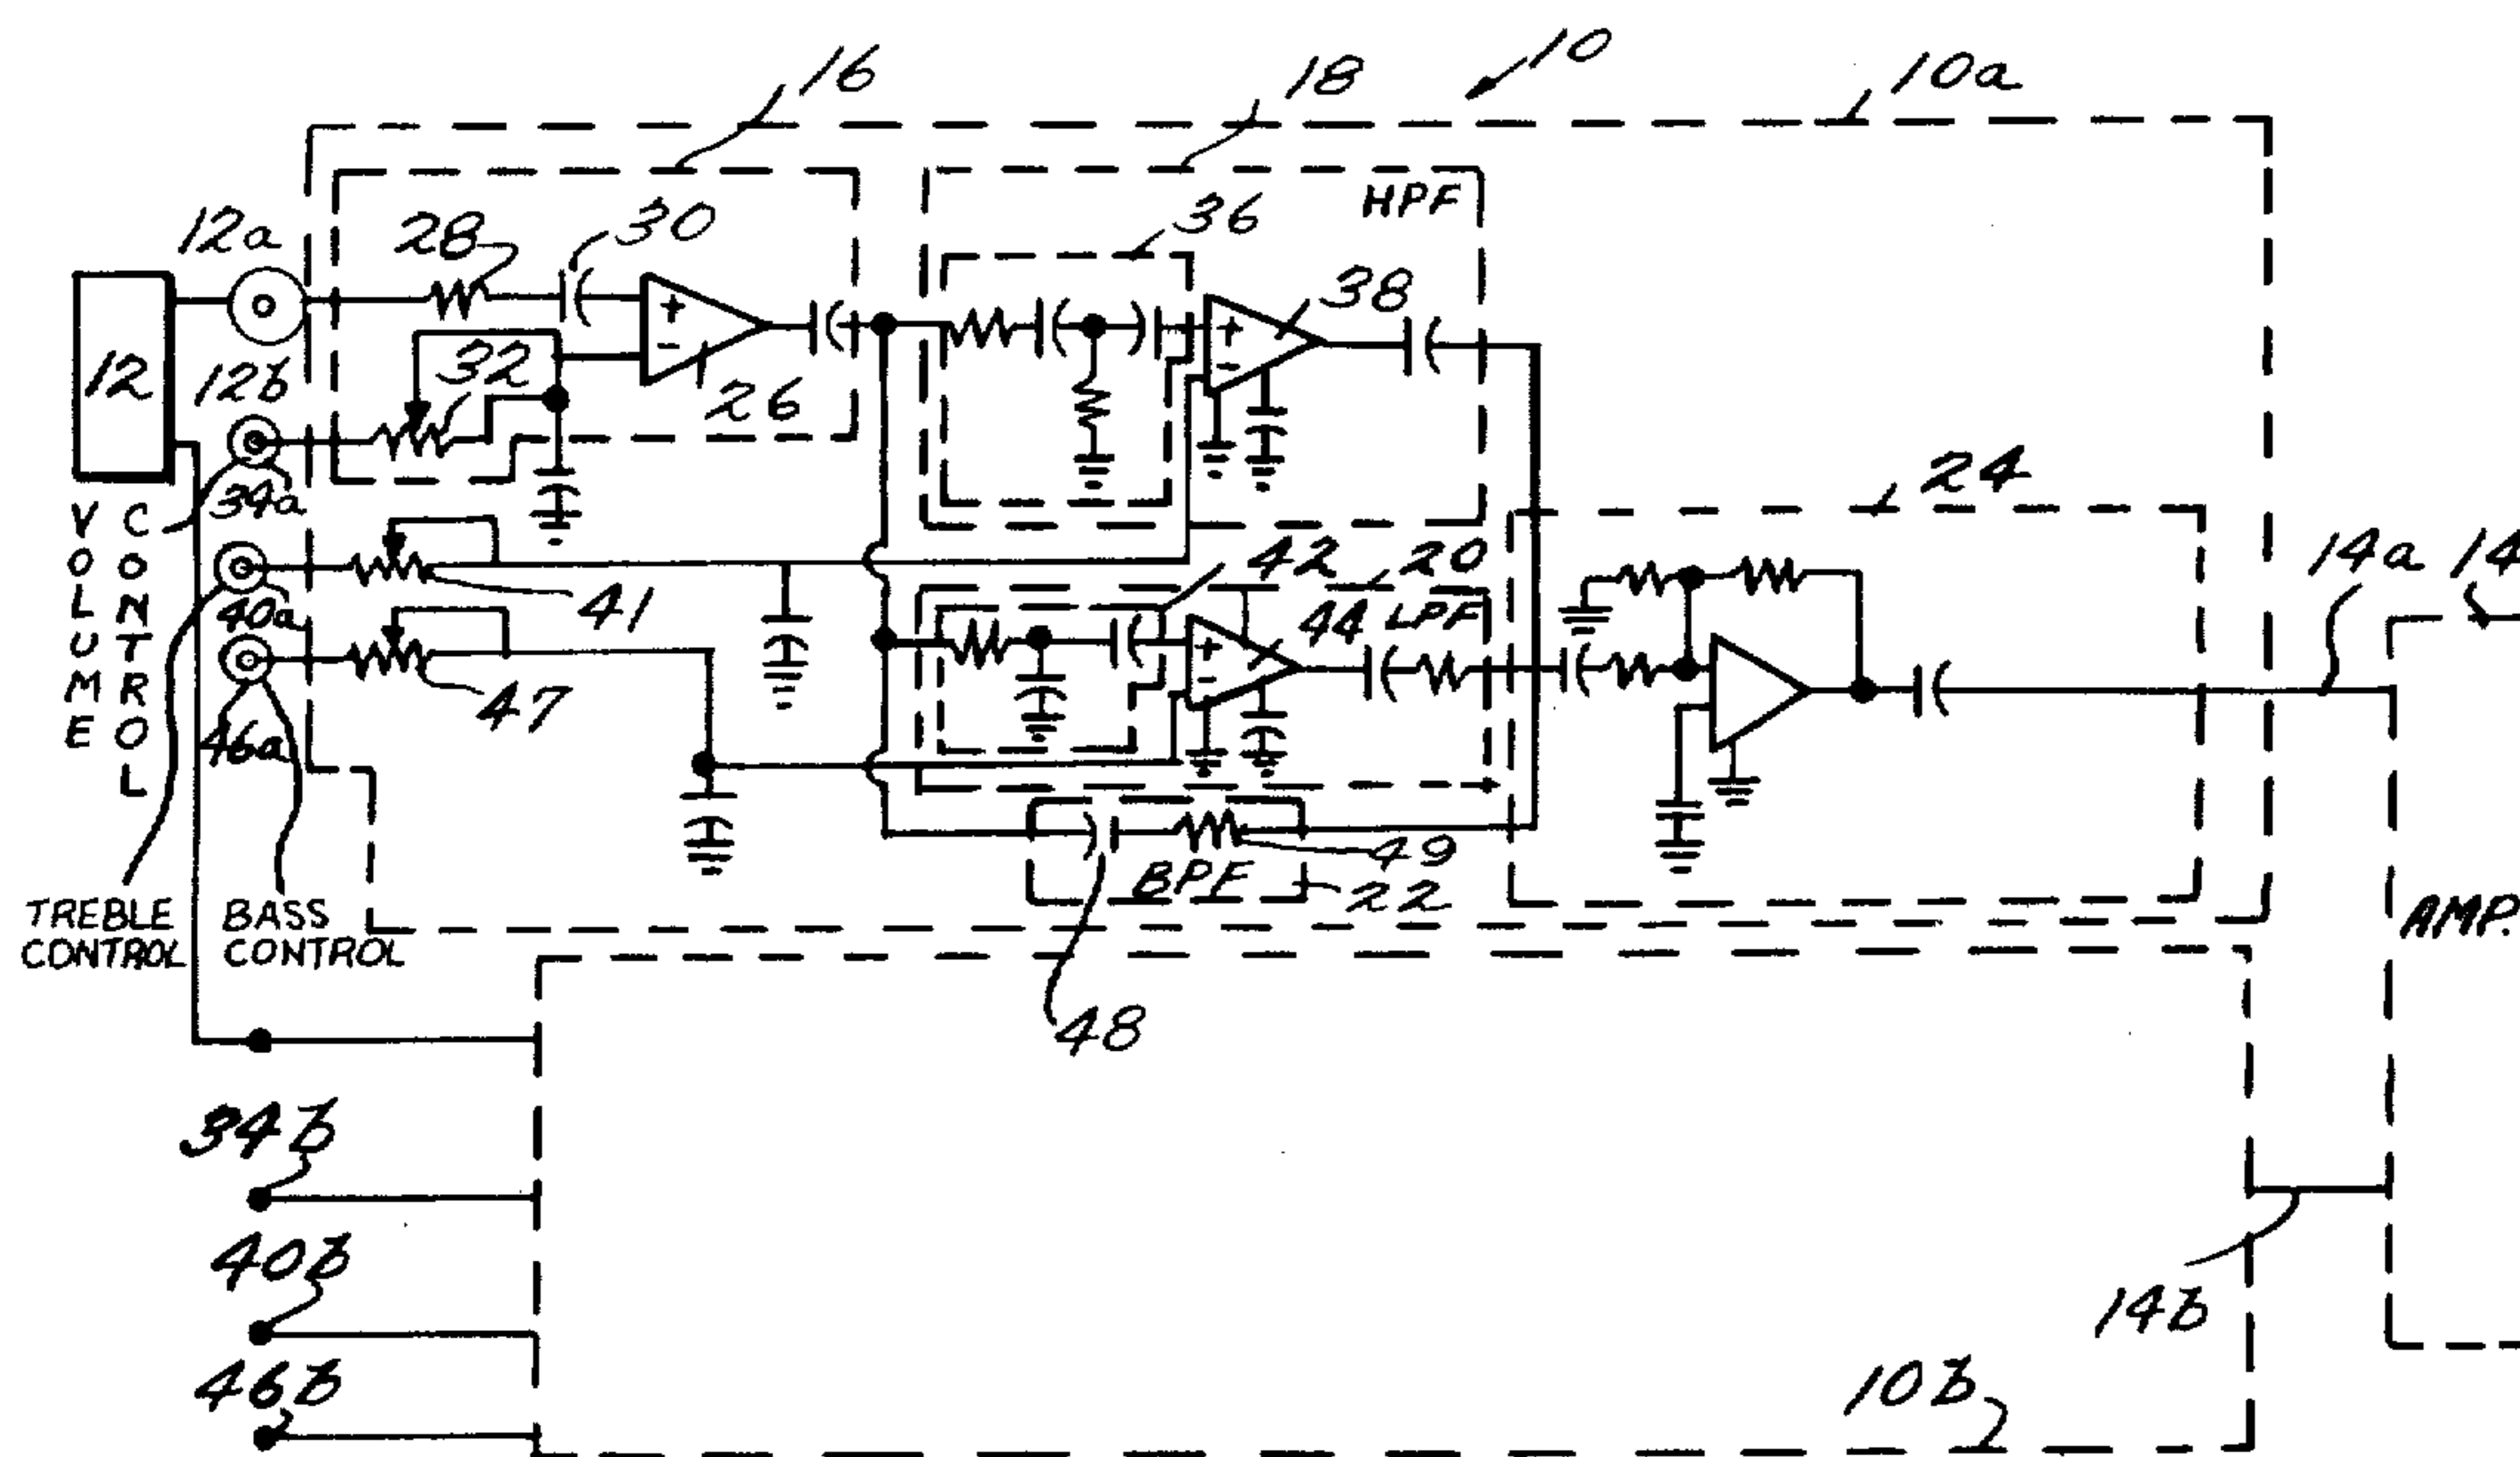 16
18
10
10a
12a
28
30
36
HPF
38
12
12b
32
26
34a
24
VOLUME
CONTROL
40a
41
42
20
44
LPF
14a
14
46a
47
49
BPF
22
TREBLE
CONTROL
BASS
CONTROL
AMP.
48
34b
40b
14b
46b
10b